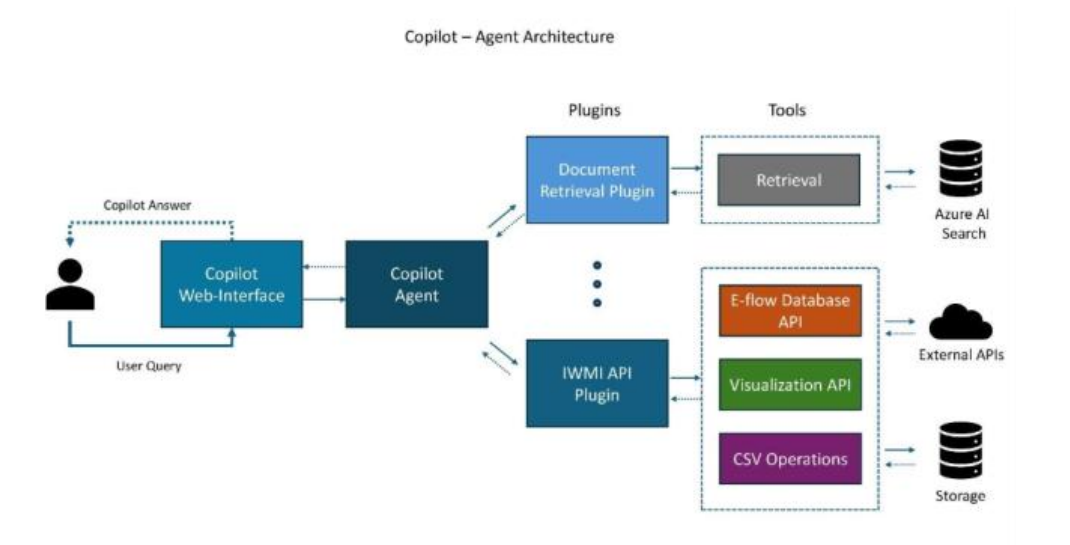 Copilot – Agent Architecture
Plugins
Tools
Document
Retrieval Plugin
Retrieval
Azure AI
Search
Copilot Answer
Copilot
Web-Interface
Copilot
Agent
User Query
E-flow Database
API
External APIs
IWMI API
Plugin
Visualization API
CSV Operations
Storage